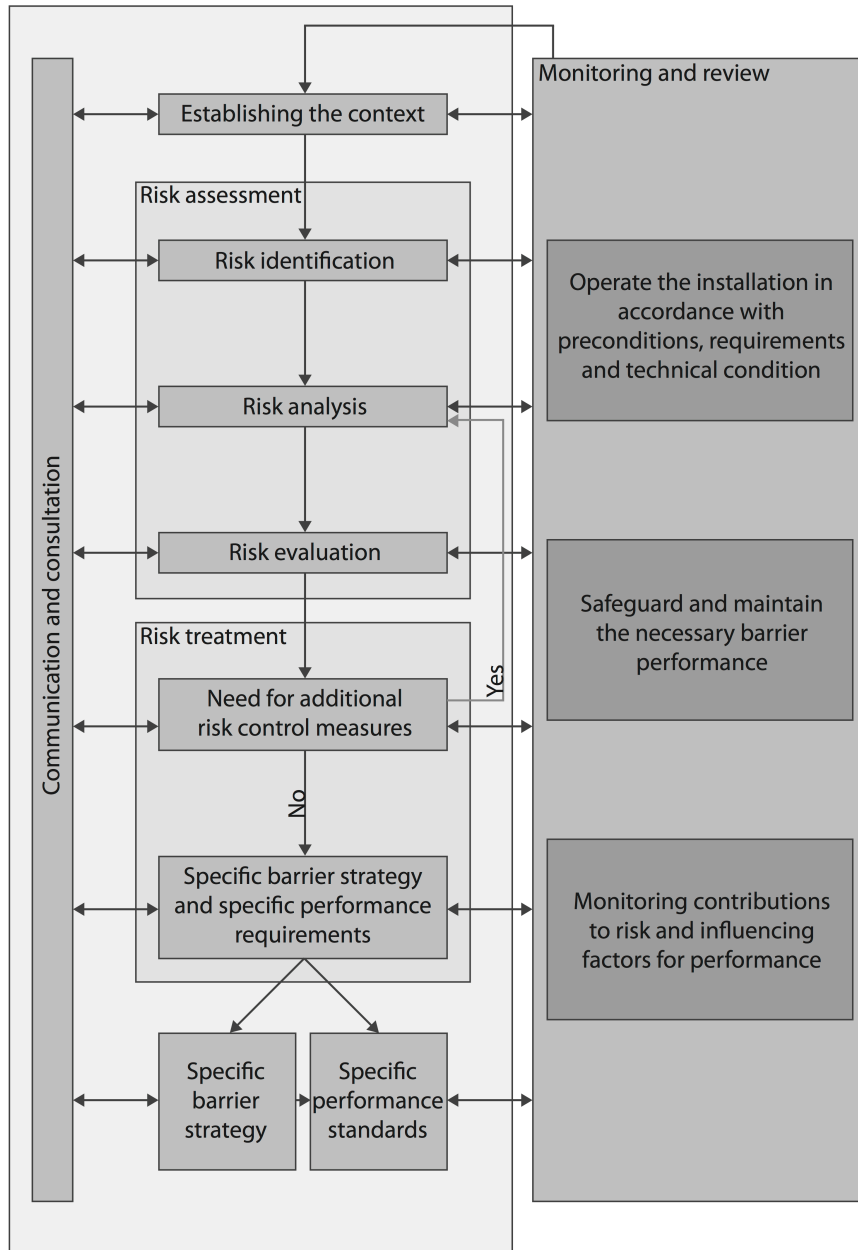 Monitoring and review
Establishing the context
Risk assessment
Risk identification
Operate the installation in
accordance with
preconditions, requirements
and technical condition
Risk analysis
Communication and consultation
Risk evaluation
Safeguard and maintain
the necessary barrier
performance
Risk treatment
Need for additional
risk control measures
Yes
No
Specific barrier strategy
and specific performance
requirements
Monitoring contributions
to risk and influencing
factors for performance
Specific
barrier
strategy
Specific
performance
standards